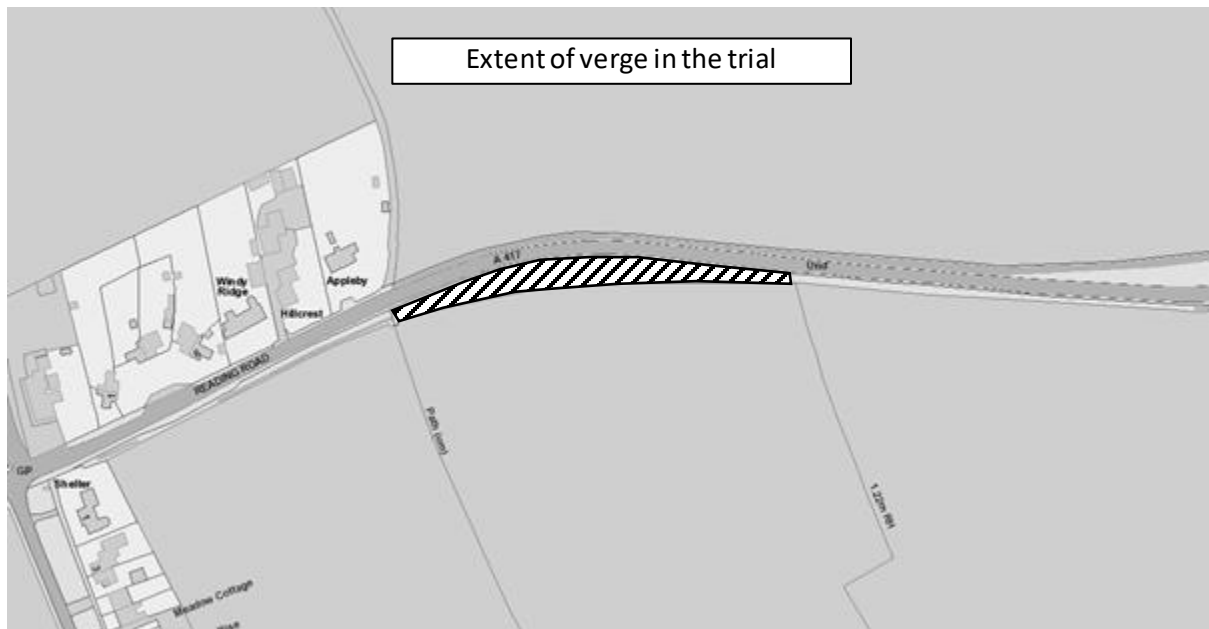 Extent of verge in the trial
A 417
Und
Windy
Ridge
Appleby
Hillcrest
READING ROAD
Path (um)
GP
Shelter
1.22m RH
Meadow Cottage